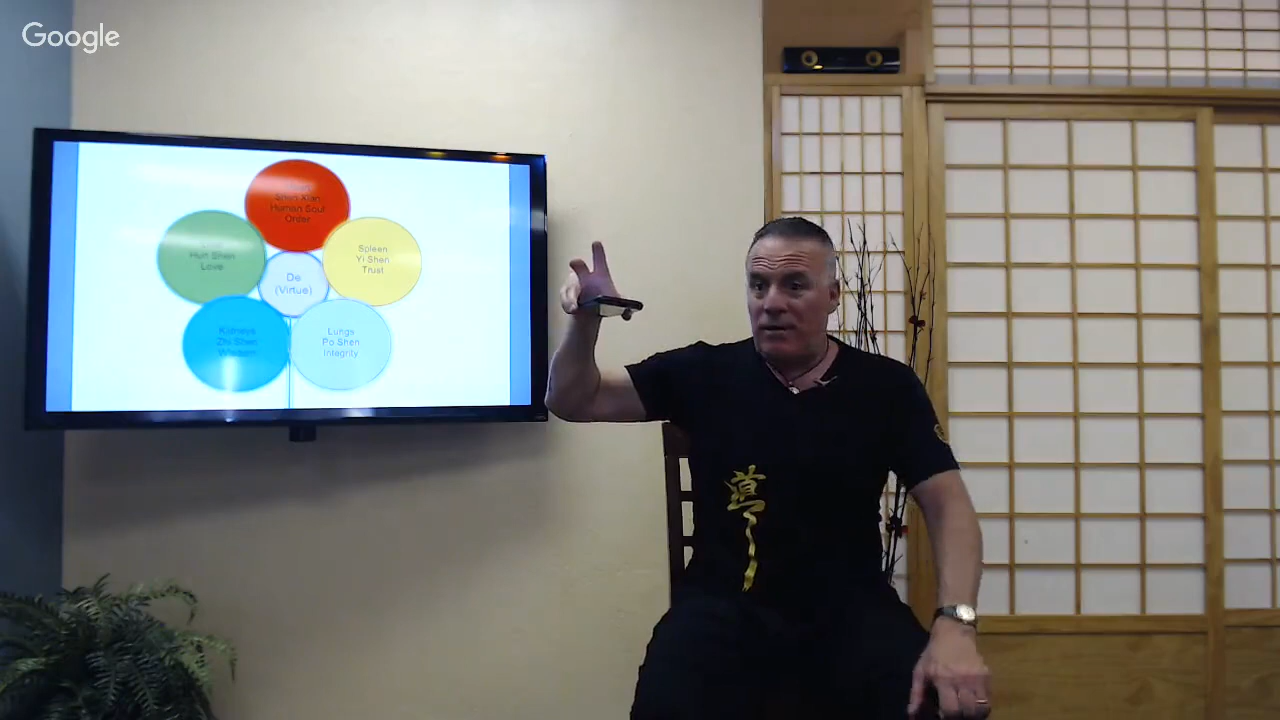 Google
Shen Xian
Human Soul
Order
Hun Shen
Love
Spleen
Yi Shen
Trust
De
(Virtue)
Kidneys
Zhi Shen
Wisdom
Lungs
Po Shen
Integrity
道